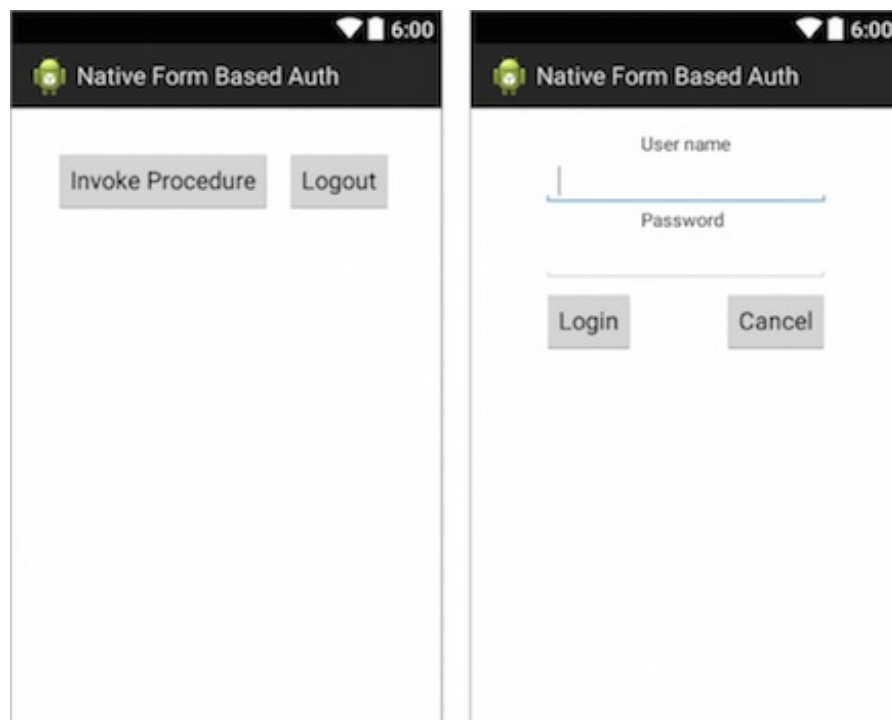 6:00
Native Form Based Auth
Invoke Procedure
Logout
6:00
Native Form Based Auth
User name
Password
Login
Cancel